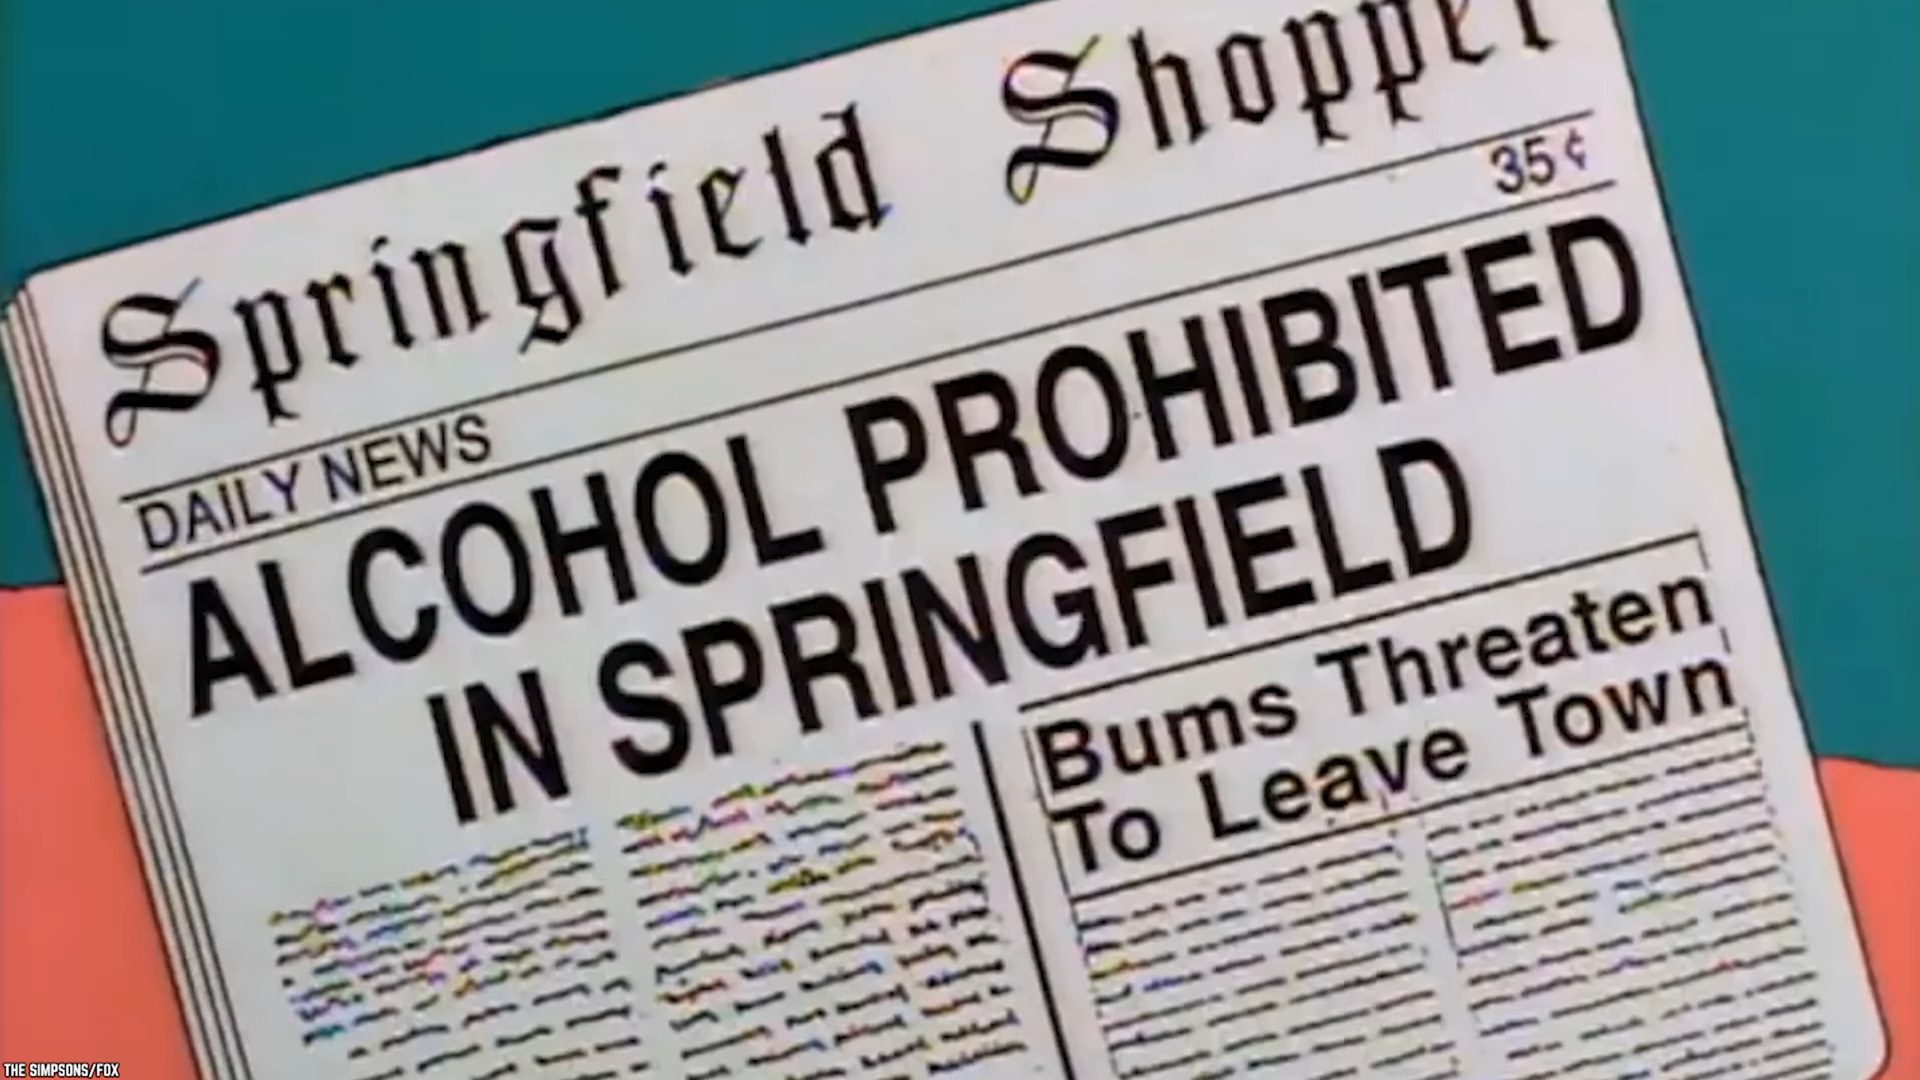 Springfield Shopper
35¢
DAILY NEWS
ALCOHOL PROHIBITED
IN SPRINGFIELD
Bums Threaten
To Leave Town
THE SIMPSONS/FOX